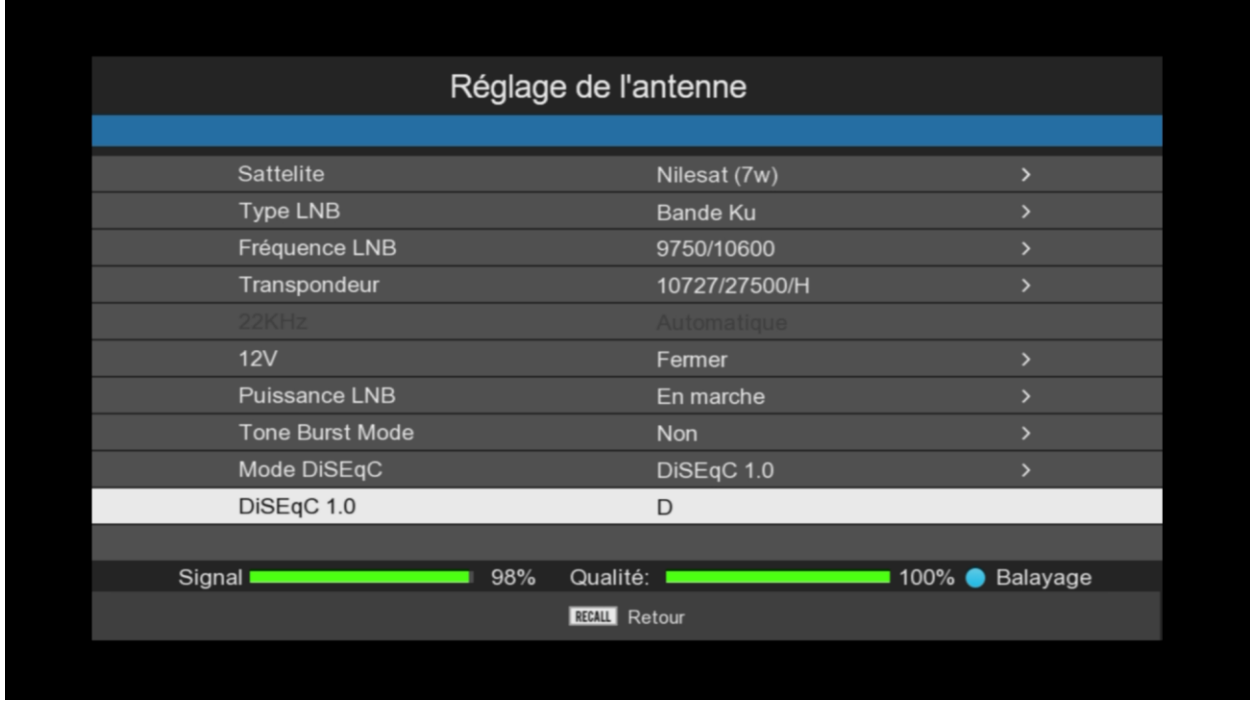 Réglage de l'antenne
Sattelite Nilesat (7w) >
Type LNB Bande Ku >
Fréquence LNB 9750/10600 >
Transpondeur 10727/27500/H >
22KHz Automatique
12V Fermer >
Puissance LNB En marche >
Tone Burst Mode Non >
Mode DiSEqC DiSEqC 1.0 >
DiSEqC 1.0 D
Signal 98% Qualité: 100% Balayage
RECALL Retour